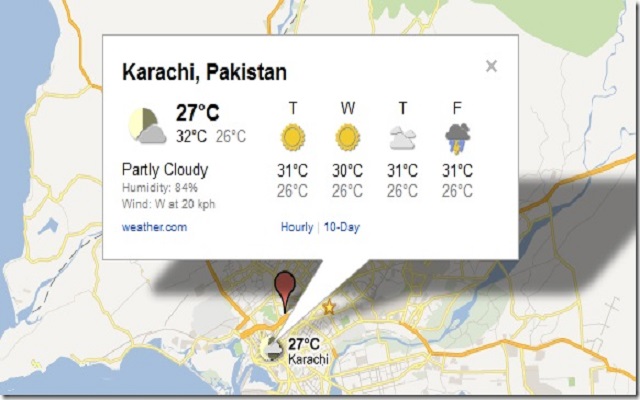 Karachi, Pakistan
27°C
32°C 26°C
Partly Cloudy
Humidity: 84%
Wind: W at 20 kph
weather.com
T W T F
31°C 30°C 31°C 31°C
26°C 26°C 26°C 26°C
Hourly | 10-Day
27°C
Karachi